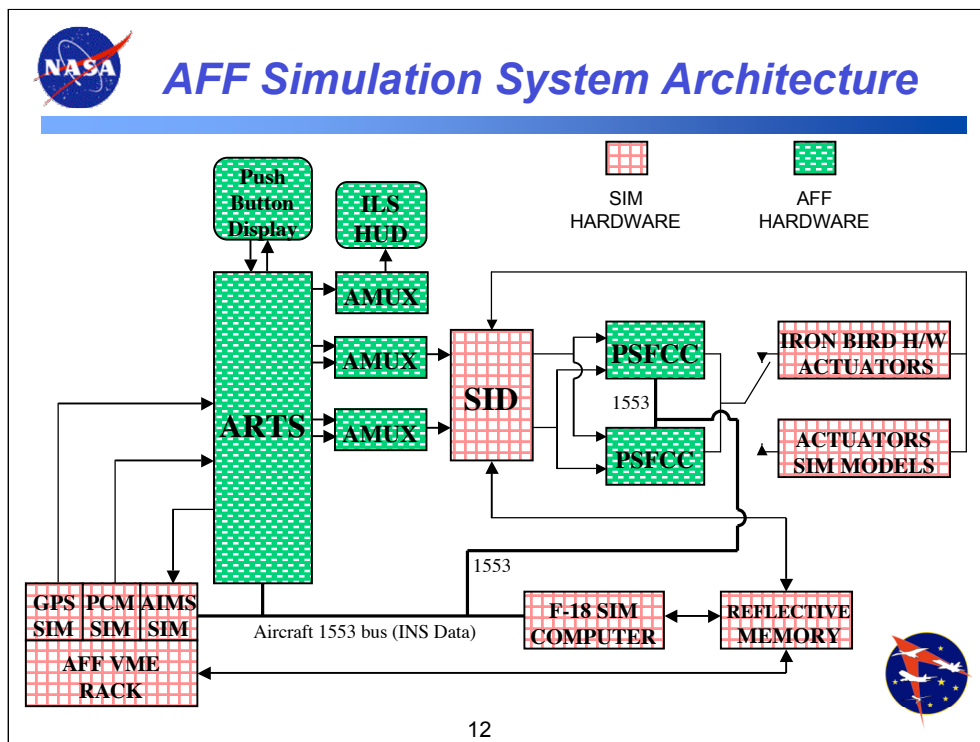 NASA
AFF Simulation System Architecture
SIM
HARDWARE
AFF
HARDWARE
Push
Button
Display
ILS
HUD
AMUX
AMUX
AMUX
ARTS
SID
PSFCC
1553
PSFCC
IRON BIRD H/W
ACTUATORS
ACTUATORS
SIM MODELS
1553
GPS
SIM
PCM
SIM
AIMS
SIM
AFF VME
RACK
Aircraft 1553 bus (INS Data)
F-18 SIM
COMPUTER
REFLECTIVE
MEMORY
12